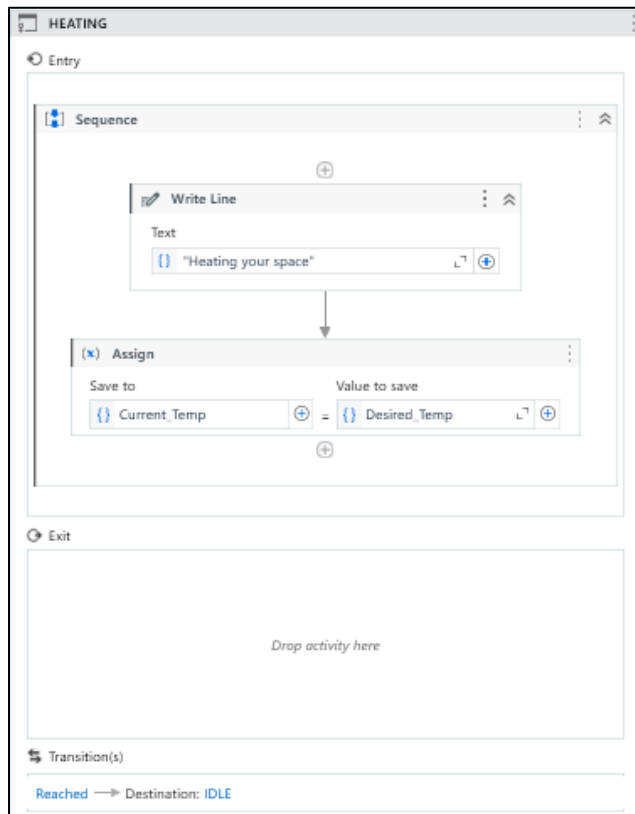 HEATING
Entry
Sequence
Write Line
Text
"Heating your space"
(x) Assign
Save to Value to save
{} Current_Temp = {} Desired_Temp
Exit
Drop activity here
Transition(s)
Reached Destination: IDLE